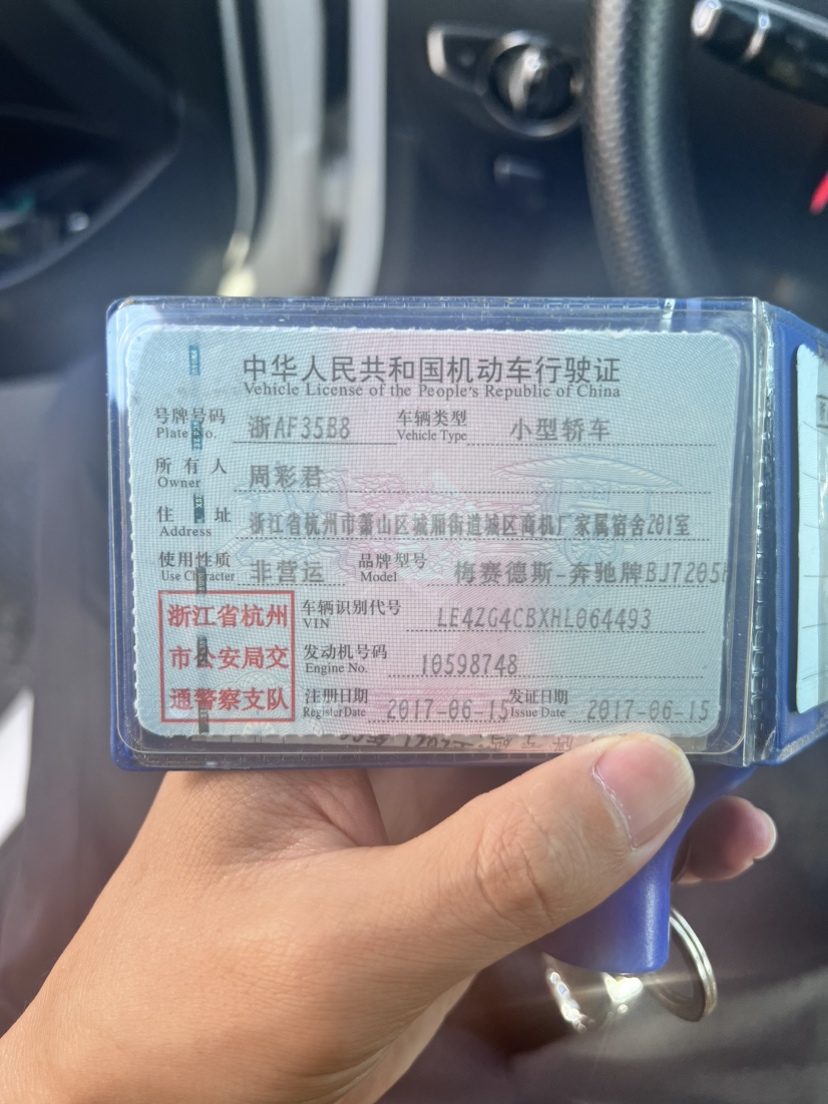 中华人民共和国机动车行驶证
Vehicle License of the People's Republic of China
号牌号码 浙AF35B8 车辆类型 小型轿车
Plate No. Vehicle Type
所有人 周彩君
Owner
住址 浙江省杭州市萧山区城厢街道城区商机厂家属宿舍201室
Address
使用性质 非营运 品牌型号 梅赛德斯-奔驰牌BJ7205
Use Character Model
浙江省杭州市公安局交通警察支队
车辆识别代号 LE4ZG4CBXHL064493
VIN
发动机号码 10598748
Engine No.
注册日期 2017-06-15 发证日期 2017-06-15
Register Date Issue Date